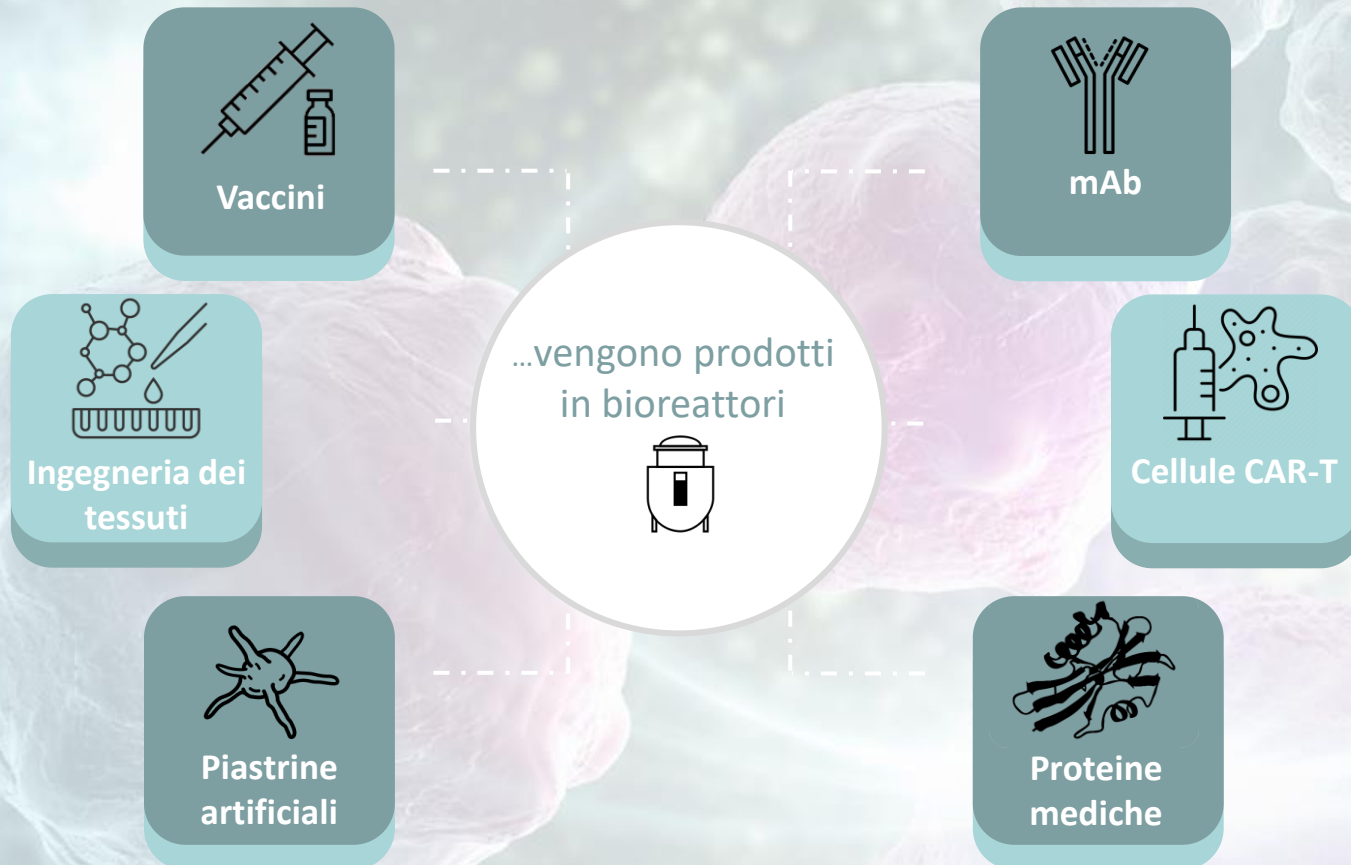 Vaccini
mAb
...vengono prodotti
in bioreattori
Ingegneria dei
tessuti
Cellule CAR-T
Piastrine
artificiali
Proteine
mediche